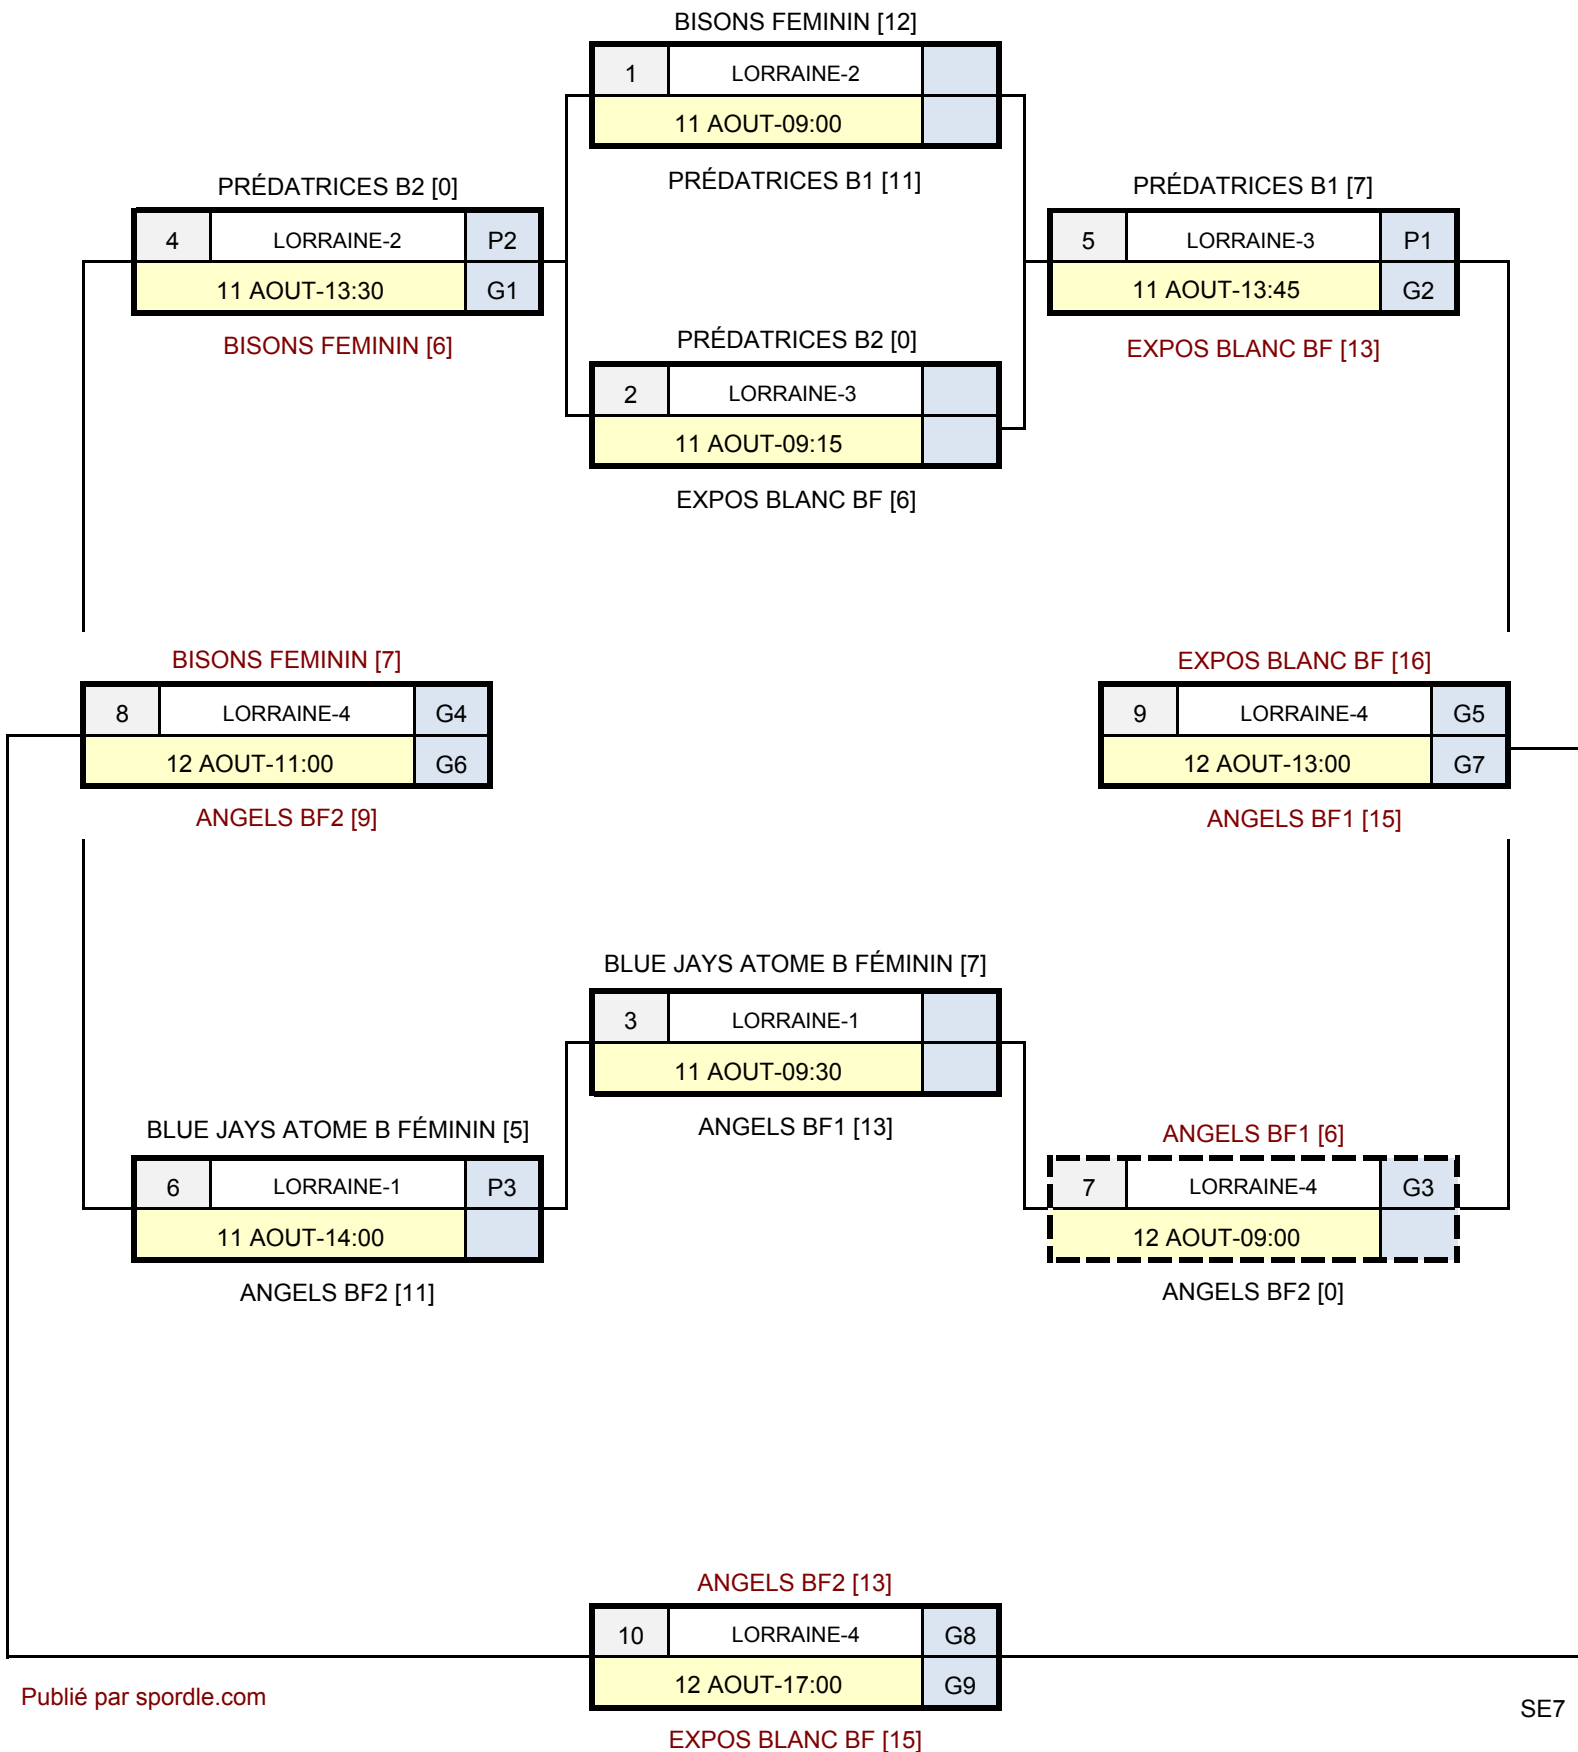 BISONS FEMININ [12]
1 LORRAINE-2
11 AOUT-09:00
PRÉDATRICES B1 [11]
PRÉDATRICES B2 [0]
4 LORRAINE-2 P2
11 AOUT-13:30 G1
BISONS FEMININ [6]
PRÉDATRICES B1 [7]
5 LORRAINE-3 P1
11 AOUT-13:45 G2
EXPOS BLANC BF [13]
PRÉDATRICES B2 [0]
2 LORRAINE-3
11 AOUT-09:15
EXPOS BLANC BF [6]
BISONS FEMININ [7]
8 LORRAINE-4 G4
12 AOUT-11:00 G6
ANGELS BF2 [9]
EXPOS BLANC BF [16]
9 LORRAINE-4 G5
12 AOUT-13:00 G7
ANGELS BF1 [15]
BLUE JAYS ATOME B FÉMININ [7]
3 LORRAINE-1
11 AOUT-09:30
ANGELS BF1 [13]
BLUE JAYS ATOME B FÉMININ [5]
6 LORRAINE-1 P3
11 AOUT-14:00
ANGELS BF2 [11]
ANGELS BF1 [6]
7 LORRAINE-4 G3
12 AOUT-09:00
ANGELS BF2 [0]
ANGELS BF2 [13]
10 LORRAINE-4 G8
12 AOUT-17:00 G9
EXPOS BLANC BF [15]
Publié par spordle.com
SE7